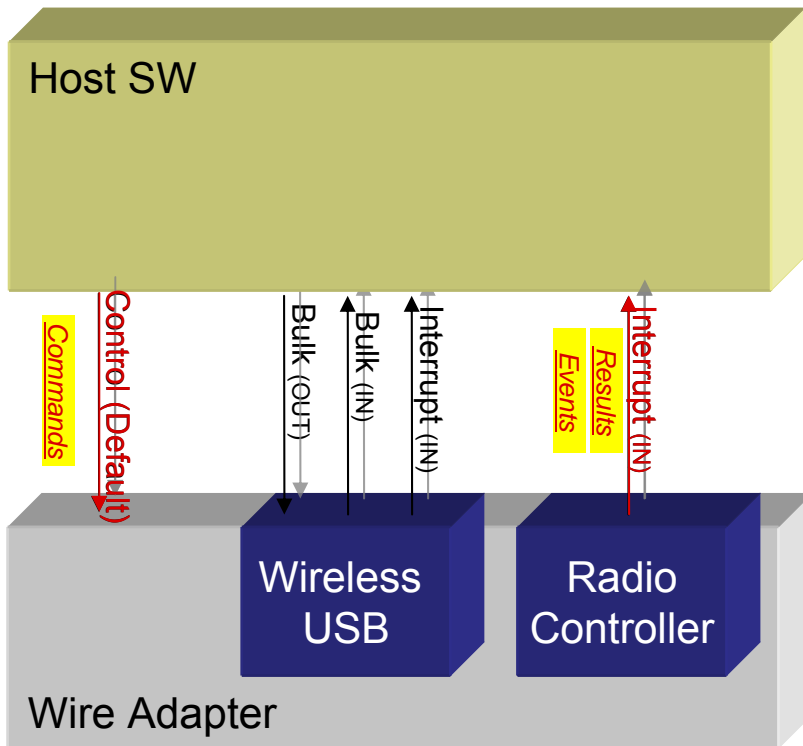 Host SW
Commands
Control (Default)
Bulk (OUT)
Bulk (IN)
Interrupt (IN)
Events
Results
Interrupt (IN)
Wireless
USB
Radio
Controller
Wire Adapter